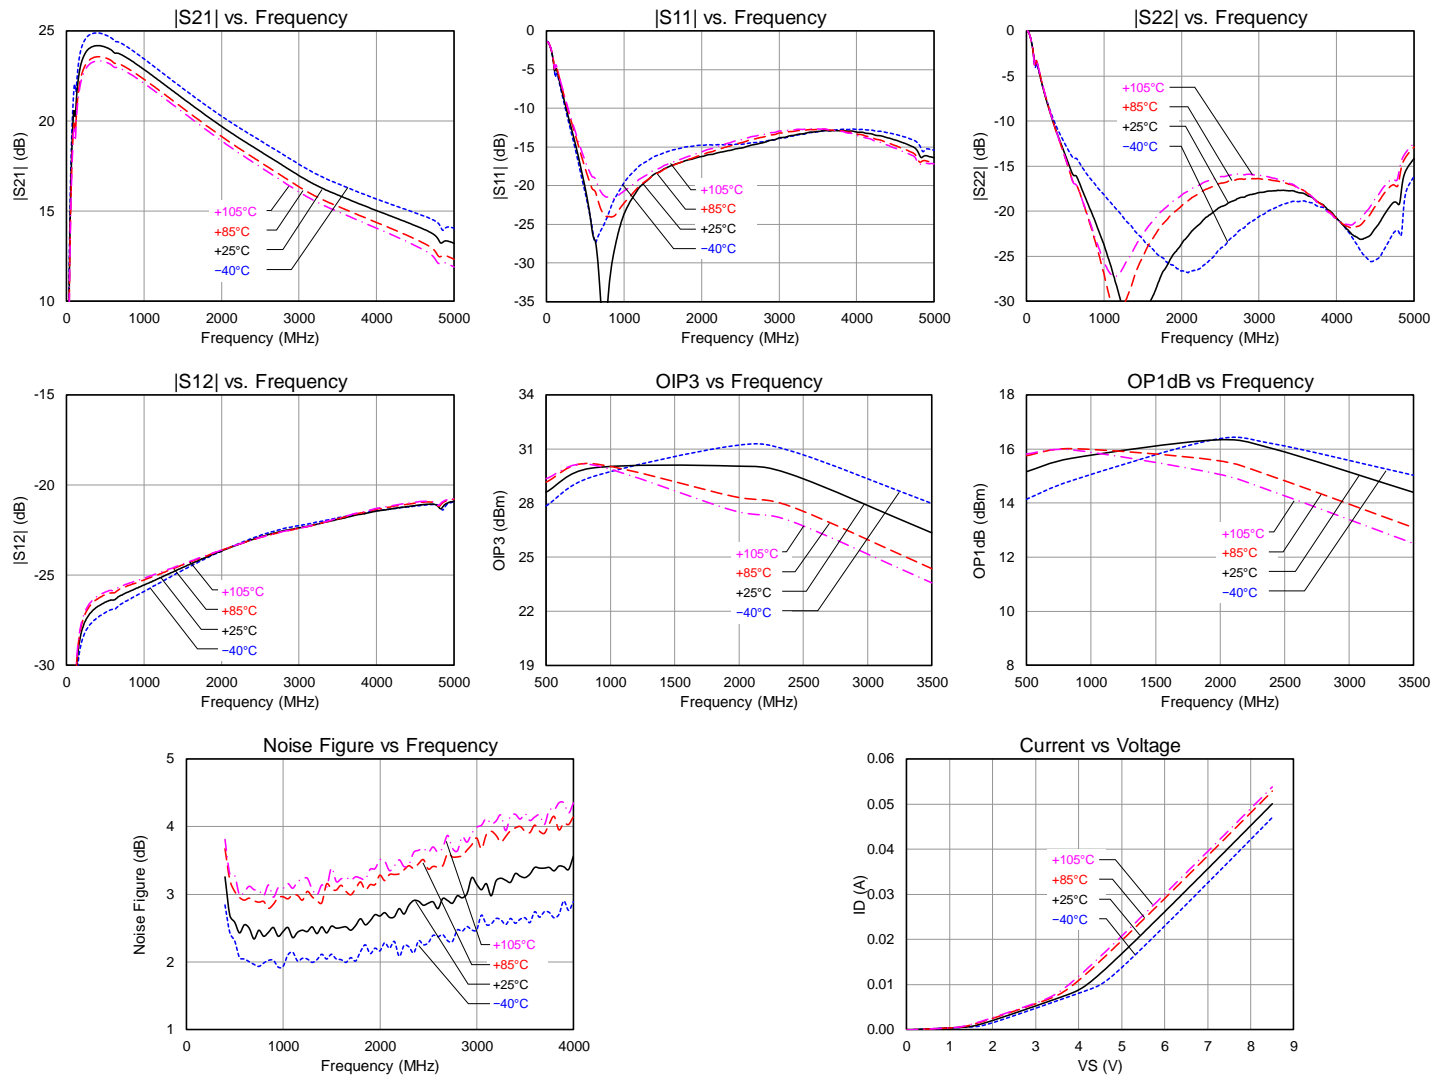 |S21| vs. Frequency
25
20
15
10
|S21| (dB)
+105°C
+85°C
+25°C
−40°C
0
1000
2000
3000
4000
5000
Frequency (MHz)
|S11| vs. Frequency
0
-5
-10
-15
-20
-25
-30
-35
|S11| (dB)
+105°C
+85°C
+25°C
−40°C
0
1000
2000
3000
4000
5000
Frequency (MHz)
|S22| vs. Frequency
0
-5
-10
-15
-20
-25
-30
|S22| (dB)
+105°C
+85°C
+25°C
−40°C
0
1000
2000
3000
4000
5000
Frequency (MHz)
|S12| vs. Frequency
-15
-20
-25
-30
|S12| (dB)
+105°C
+85°C
+25°C
−40°C
0
1000
2000
3000
4000
5000
Frequency (MHz)
OIP3 vs Frequency
34
31
28
25
22
19
OIP3 (dBm)
+105°C
+85°C
+25°C
−40°C
500
1000
1500
2000
2500
3000
3500
Frequency (MHz)
OP1dB vs Frequency
18
16
14
12
10
8
OP1dB (dBm)
+105°C
+85°C
+25°C
−40°C
500
1000
1500
2000
2500
3000
3500
Frequency (MHz)
Noise Figure vs Frequency
5
4
3
2
1
Noise Figure (dB)
+105°C
+85°C
+25°C
−40°C
0
1000
2000
3000
4000
Frequency (MHz)
Current vs Voltage
0.06
0.05
0.04
0.03
0.02
0.01
0.00
ID (A)
+105°C
+85°C
+25°C
−40°C
0
1
2
3
4
5
6
7
8
9
VS (V)